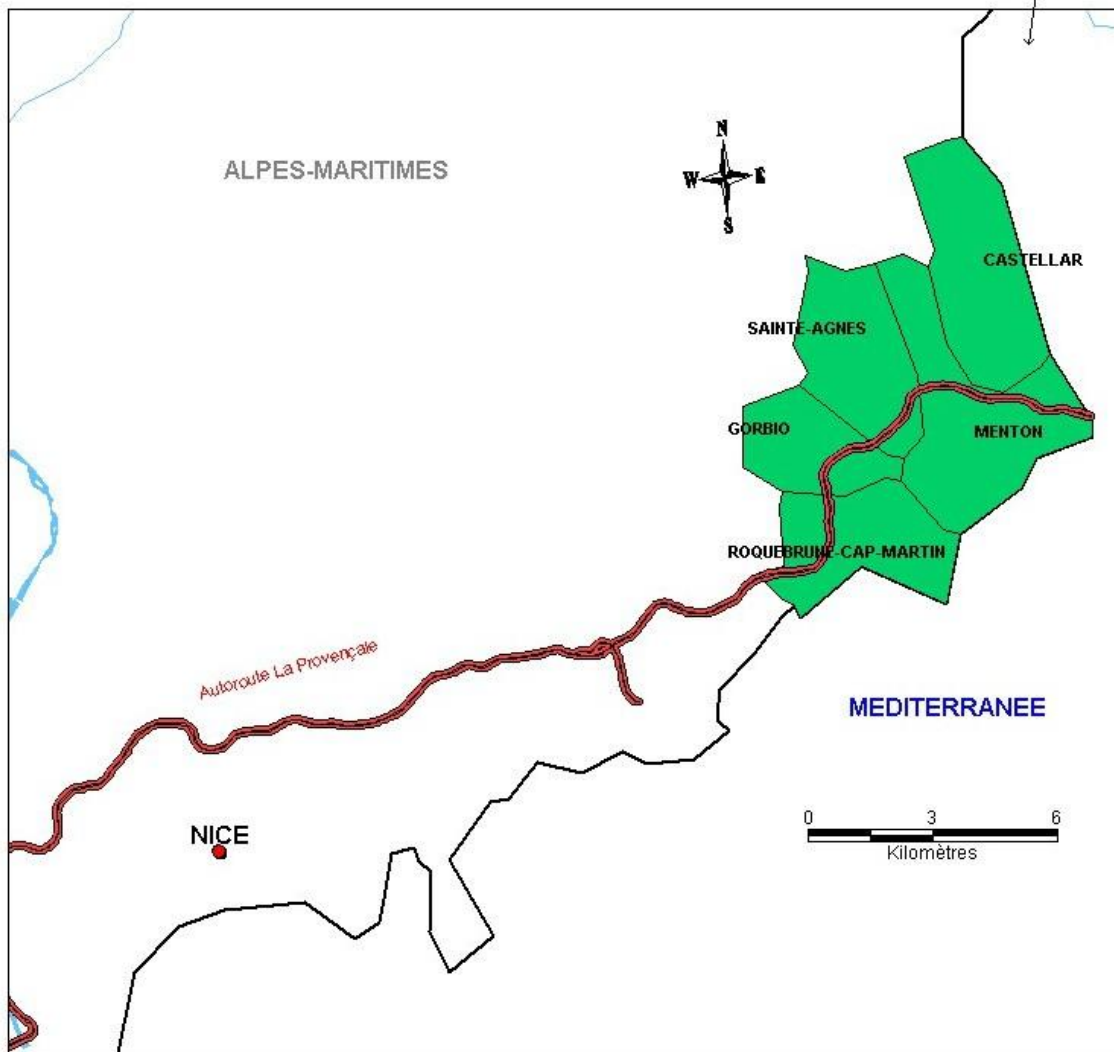 N
ALPES-MARITIMES
W E
S
CASTELLAR
SAINTE-AGNES
GORBIO
MENTON
ROQUEBRUNE-CAP-MARTIN
Autoroute La Provençale
MEDITERRANEE
0 3 6
NICE
Kilomètres